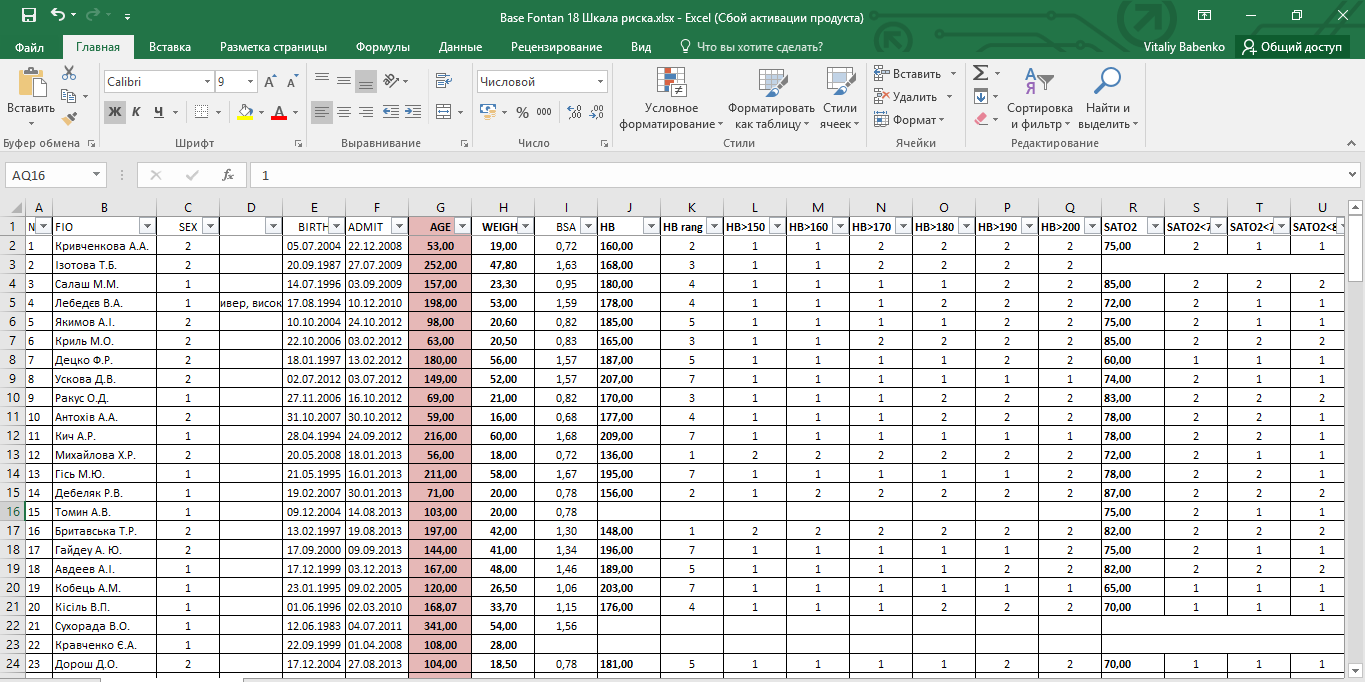 Base Fontan 18 Шкала риска.xlsx - Excel (Сбой активации продукта)
Файл Главная Вставка Разметка страницы Формулы Данные Рецензирование Вид Что вы хотите сделать? Vitaliy Babenko Общий доступ
Вставить
Calibri 9
Ж К Ч
Числовой
% 000
Условное форматирование
Форматировать как таблицу
Стили ячеек
Вставить
Удалить
Формат
Сортировка и фильтр
Найти и выделить
Буфер обмена Шрифт Выравнивание Число Стили Ячейки Редактирование
AQ16 fx 1
A B C D E F G H I J K L M N O P Q R S T U
1 N FIO SEX BIRTH ADMIT AGE WEIGH BSA HB HB rang HB>150 HB>160 HB>170 HB>180 HB>190 HB>200 SATO2 SATO2<7 SATO2<7 SATO2<8
2 1 Кривченкова А.А. 2 05.07.2004 22.12.2008 53,00 19,00 0,72 160,00 2 1 1 2 2 2 2 75,00 2 1 1
3 2 Ізотова Т.Б. 2 20.09.1987 27.07.2009 252,00 47,80 1,63 168,00 3 1 1 2 2 2 2
4 3 Салаш М.М. 1 14.07.1996 03.09.2009 157,00 23,30 0,95 180,00 4 1 1 1 1 2 2 85,00 2 2 2
5 4 Лебедєв В.А. 1 ивер, висок 17.08.1994 10.12.2010 198,00 53,00 1,59 178,00 4 1 1 1 2 2 2 72,00 2 1 1
6 5 Якимов А.І. 2 10.10.2004 24.10.2012 98,00 20,60 0,82 185,00 5 1 1 1 1 2 2 75,00 2 1 1
7 6 Криль М.О. 2 22.10.2006 03.02.2012 63,00 20,50 0,83 165,00 3 1 1 2 2 2 2 85,00 2 2 2
8 7 Децко Ф.Р. 2 18.01.1997 13.02.2012 180,00 56,00 1,57 187,00 5 1 1 1 1 2 2 60,00 1 1 1
9 8 Ускова Д.В. 2 02.07.2012 03.07.2012 149,00 52,00 1,57 207,00 7 1 1 1 1 1 1 74,00 2 1 1
10 9 Ракус О.Д. 1 27.11.2006 16.10.2012 69,00 21,00 0,82 170,00 3 1 1 1 2 2 2 83,00 2 2 2
11 10 Антохів А.А. 2 31.10.2007 30.10.2012 59,00 16,00 0,68 177,00 4 1 1 1 2 2 2 78,00 2 2 1
12 11 Кич А.Р. 1 28.04.1994 24.09.2012 216,00 60,00 1,68 209,00 7 1 1 1 1 1 1 78,00 2 2 1
13 12 Михайлова Х.Р. 2 20.05.2008 18.01.2013 56,00 18,00 0,72 136,00 1 2 2 2 2 2 2 72,00 2 1 1
14 13 Гісь М.Ю. 1 21.05.1995 16.01.2013 211,00 58,00 1,67 195,00 7 1 1 1 1 1 2 78,00 2 2 1
15 14 Дебеляк Р.В. 1 19.02.2007 30.01.2013 71,00 20,00 0,78 156,00 2 1 2 2 2 2 2 87,00 2 2 2
16 15 Томин А.В. 1 09.12.2004 14.08.2013 103,00 20,00 0,78 75,00 2 1 1
17 16 Бритавська Т.Р. 2 13.02.1997 19.08.2013 197,00 42,00 1,30 148,00 1 2 2 2 2 2 2 82,00 2 2 2
18 17 Гайдеу А. Ю. 2 17.09.2000 09.09.2013 144,00 41,00 1,34 196,00 7 1 1 1 1 1 2 75,00 2 1 1
19 18 Авдеев А.І. 1 17.12.1999 03.12.2013 167,00 48,00 1,46 189,00 5 1 1 1 1 2 2 82,00 2 2 2
20 19 Кобець А.М. 1 23.01.1995 09.02.2005 120,00 26,50 1,06 203,00 7 1 1 1 1 1 1 65,00 1 1 1
21 20 Кісіль В.П. 1 01.06.1996 02.03.2010 168,07 33,70 1,15 176,00 4 1 1 1 2 2 2 70,00 1 1 1
22 21 Сухорада В.О. 1 12.06.1983 04.07.2011 341,00 54,00 1,56
23 22 Кравченко Є.А. 1 22.09.1999 01.04.2008 108,00 28,00
24 23 Дорош Д.О. 2 17.12.2004 27.08.2013 104,00 18,50 0,78 181,00 5 1 1 1 1 2 2 70,00 1 1 1